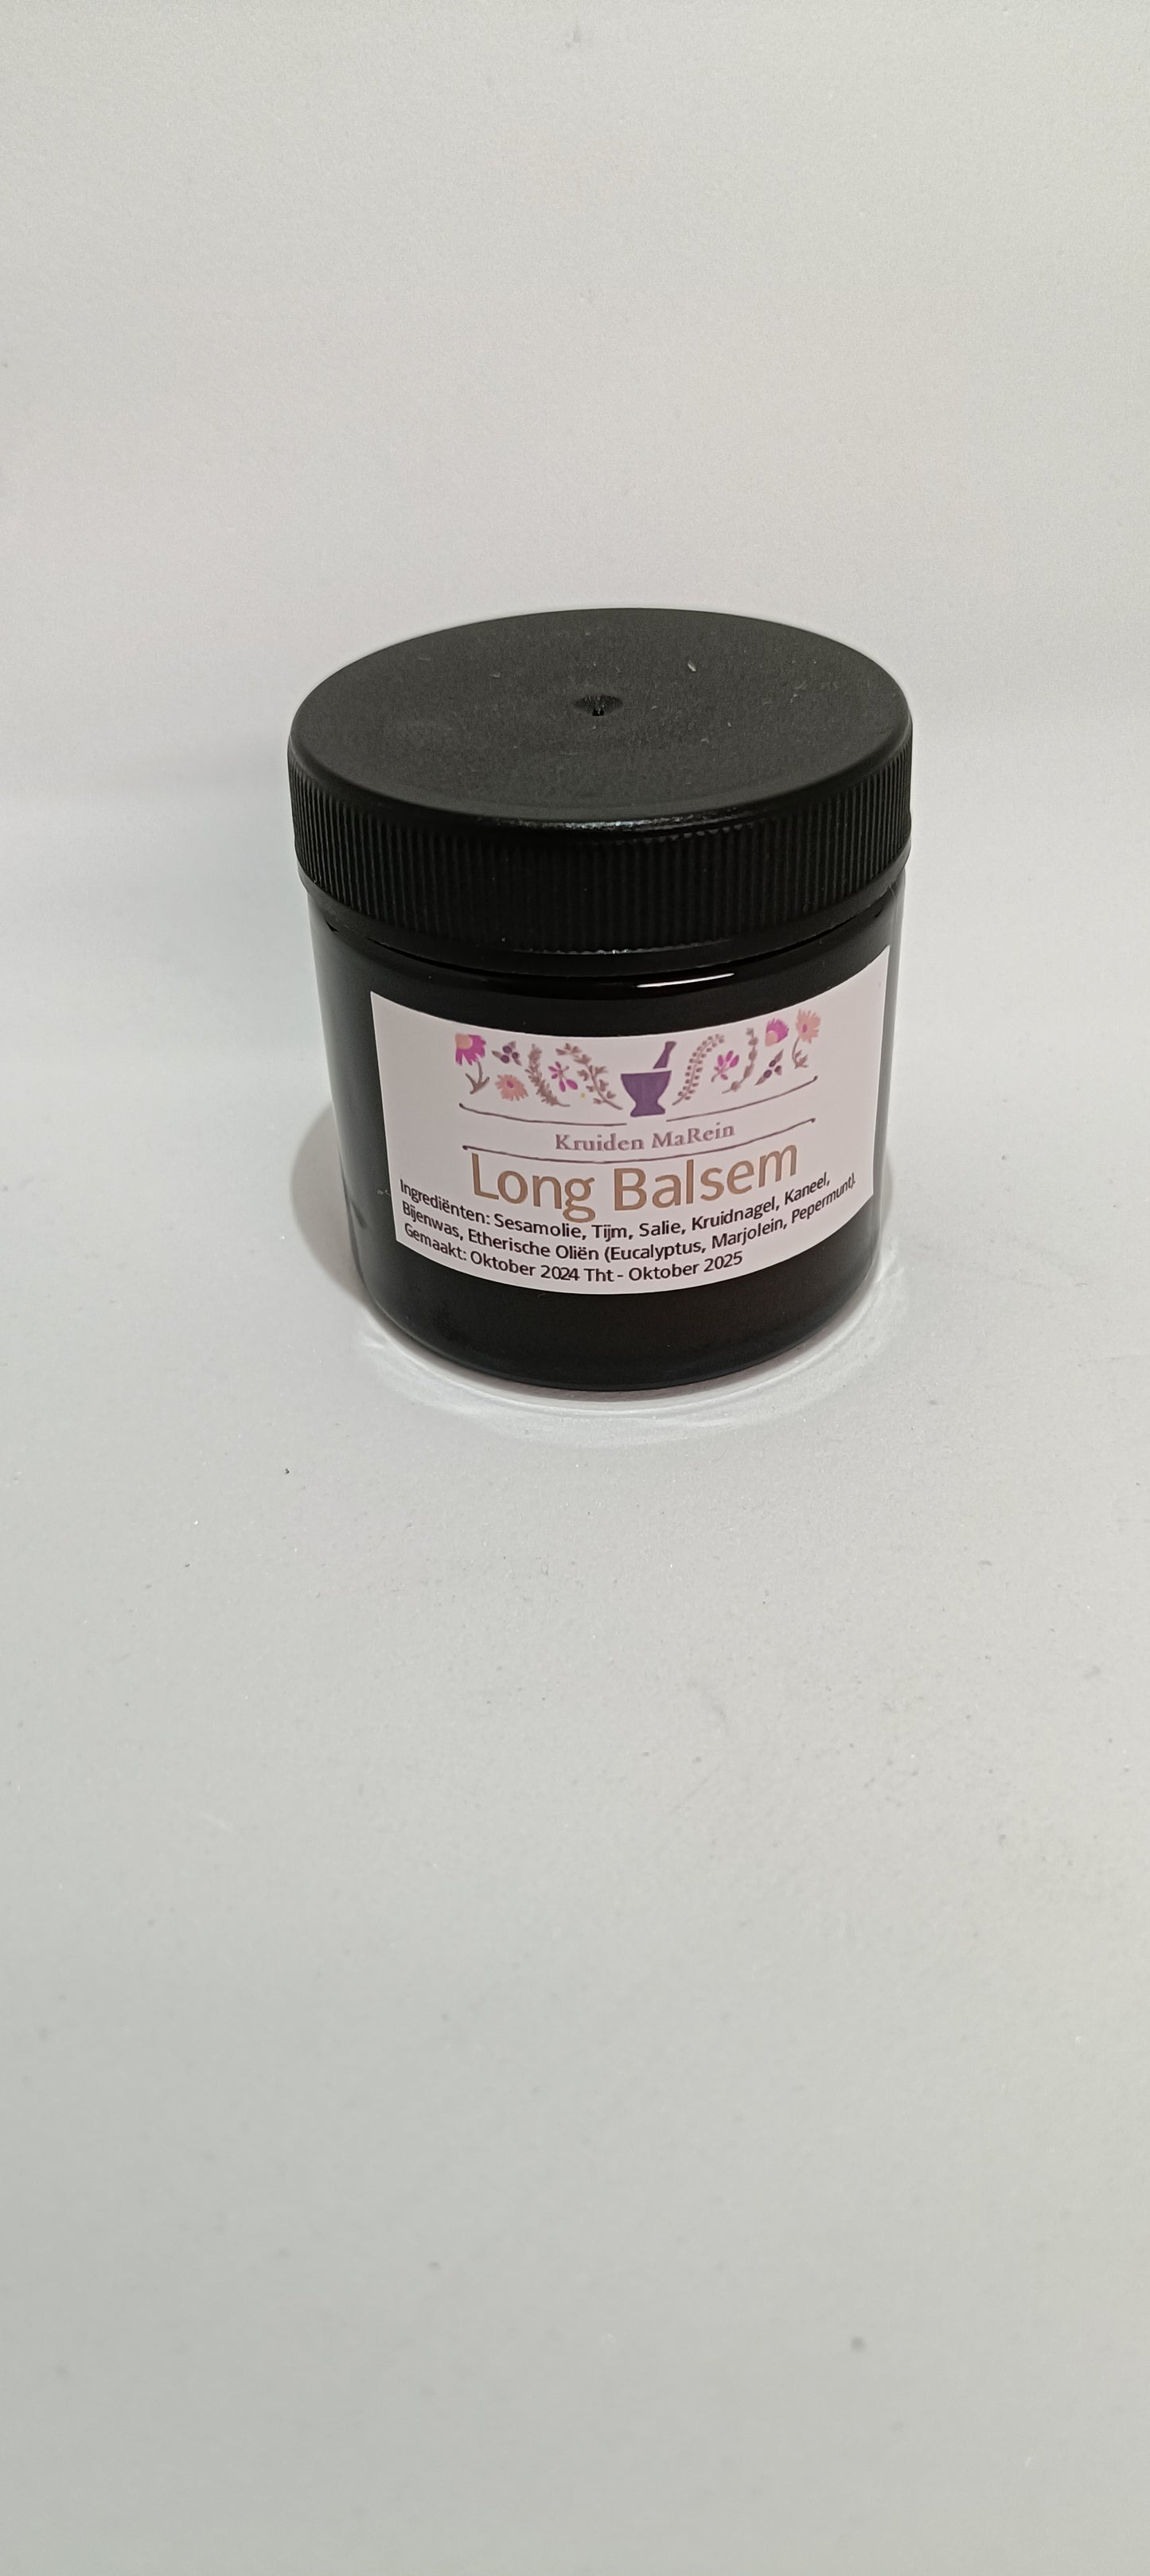 Kruiden MaRein
Long Balsem
Ingrediënten: Sesamolie, Tijm, Salie, Kruidnagel, Kaneel,
Bijenwas, Etherische Oliën (Eucalyptus, Marjolein, Pepermunt).
Gemaakt: Oktober 2024 Tht - Oktober 2025